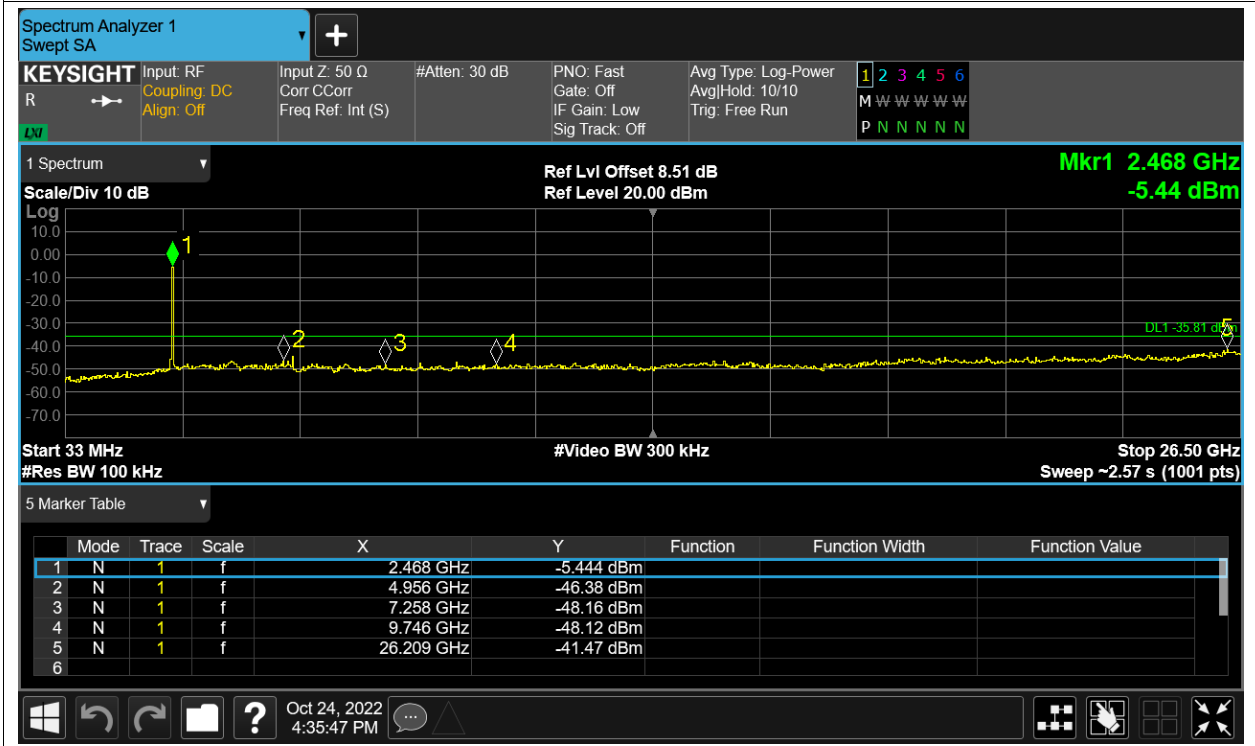 Spectrum Analyzer 1
Swept SA
+
KEYSIGHT
R
LXI
Input: RF
Coupling: DC
Align: Off
Input Z: 50 Ω
Corr CCorr
Freq Ref: Int (S)
#Atten: 30 dB
PNO: Fast
Gate: Off
IF Gain: Low
Sig Track: Off
Avg Type: Log-Power
Avg|Hold: 10/10
Trig: Free Run
1 2 3 4 5 6
M W W W W W
P N N N N N
1 Spectrum
Scale/Div 10 dB
Ref Lvl Offset 8.51 dB
Ref Level 20.00 dBm
Mkr1 2.468 GHz
-5.44 dBm
Log
10.0
0.00
-10.0
-20.0
-30.0
-40.0
-50.0
-60.0
-70.0
1
2
3
4
5
DL1 -35.81 dBm
Start 33 MHz
#Res BW 100 kHz
#Video BW 300 kHz
Stop 26.50 GHz
Sweep ~2.57 s (1001 pts)
5 Marker Table
Mode Trace Scale X Y Function Function Width Function Value
1 N 1 f 2.468 GHz -5.444 dBm
2 N 1 f 4.956 GHz -46.38 dBm
3 N 1 f 7.258 GHz -48.16 dBm
4 N 1 f 9.746 GHz -48.12 dBm
5 N 1 f 26.209 GHz -41.47 dBm
6
?
Oct 24, 2022
4:35:47 PM